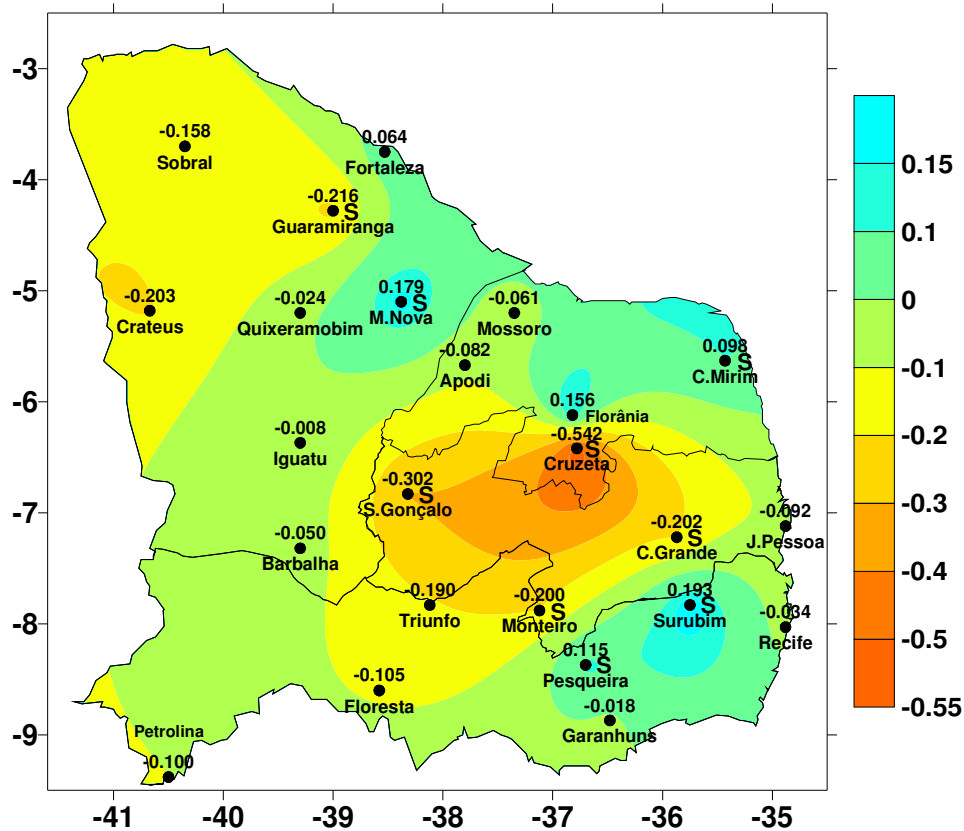 -3
-0.158
Sobral
0.064
Fortaleza
0.15
-4
-0.216
S
Guaramiranga
0.1
-5
-0.203
Crateus
-0.024
Quixeramobim
0.179
S
M.Nova
-0.061
Mossoro
0
-0.082
Apodi
0.098
S
C.Mirim
-0.1
-6
0.156
Florânia
-0.008
Iguatu
-0.542
S
Cruzeta
-0.2
-0.302
S
S.Gonçalo
-0.3
-7
-0.050
Barbalha
-0.202
S
C.Grande
-0.092
J.Pessoa
-0.4
-0.190
Triunfo
-0.200
S
Monteiro
0.193
S
Surubim
-0.034
Recife
-0.5
-8
0.115
S
Pesqueira
-0.105
Floresta
-0.018
Garanhuns
-0.55
-9
Petrolina
-0.100
-41 -40 -39 -38 -37 -36 -35